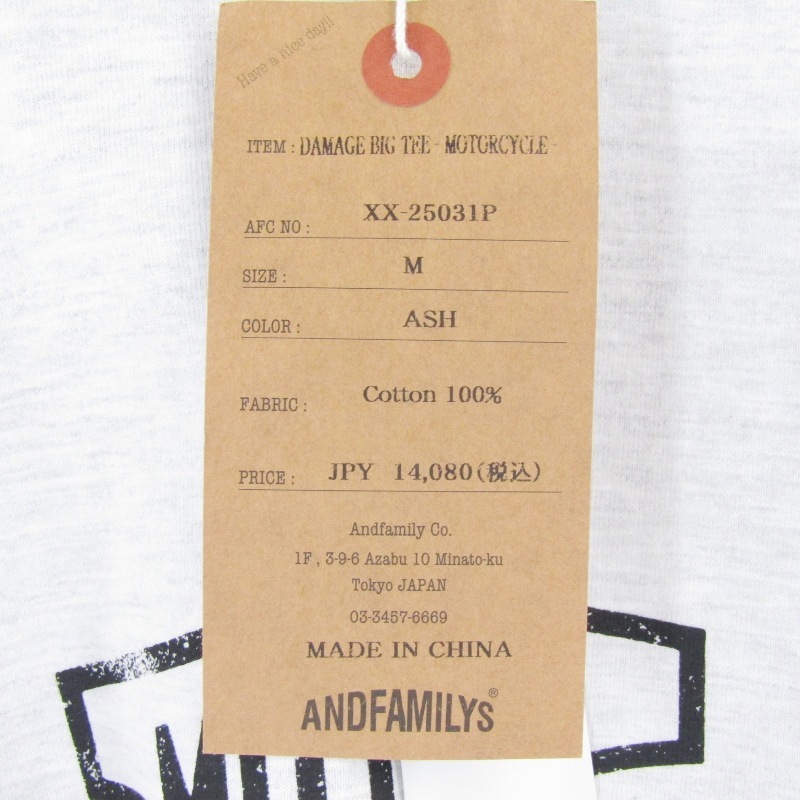 Have a nice day!!
ITEM : DAMAGE BIG TEE - MOTORCYCLE -
AFC NO : XX-25031P
SIZE : M
COLOR : ASH
FABRIC : Cotton 100%
PRICE : JPY 14,080(税込)
Andfamily Co.
1F , 3-9-6 Azabu 10 Minato-ku
Tokyo JAPAN
03-3457-6669
MADE IN CHINA
ANDFAMILYS®